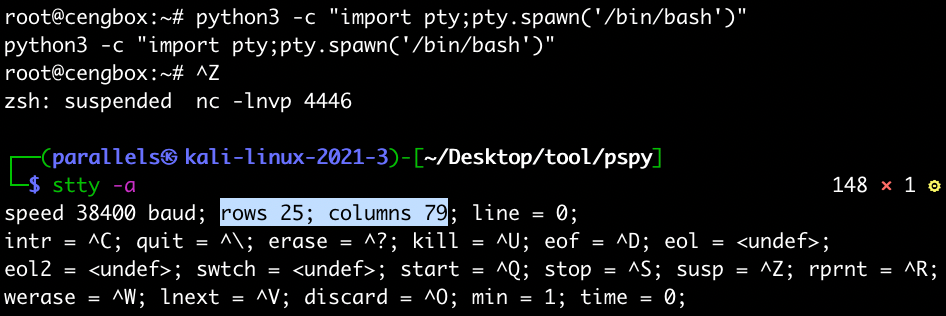 root@cengbox:~# python3 -c "import pty;pty.spawn('/bin/bash')"
python3 -c "import pty;pty.spawn('/bin/bash')"
root@cengbox:~# ^Z
zsh: suspended  nc -lnvp 4446
┌──(parallels㉿kali-linux-2021-3)-[~/Desktop/tool/pspy]
└─$ stty -a 148 ⨯ 1 ⚙
speed 38400 baud; rows 25; columns 79; line = 0;
intr = ^C; quit = ^\; erase = ^?; kill = ^U; eof = ^D; eol = <undef>;
eol2 = <undef>; swtch = <undef>; start = ^Q; stop = ^S; susp = ^Z; rprnt = ^R;
werase = ^W; lnext = ^V; discard = ^O; min = 1; time = 0;